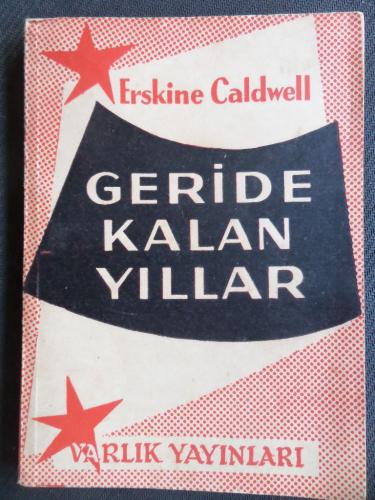 Erskine Caldwell
GERİDE
KALAN
YILLAR
VARLIK YAYINLARI